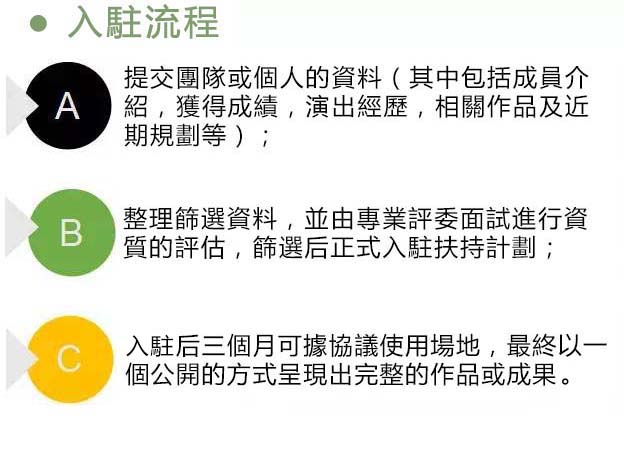 入駐流程
A
提交團隊或個人的資料（其中包括成員介
紹，獲得成績，演出經歷，相關作品及近
期規劃等）；
B
整理篩選資料，並由專業評委面試進行資
質的評估，篩選后正式入駐扶持計劃；
C
入駐后三個月可據協議使用場地，最終以一
個公開的方式呈現出完整的作品或成果。